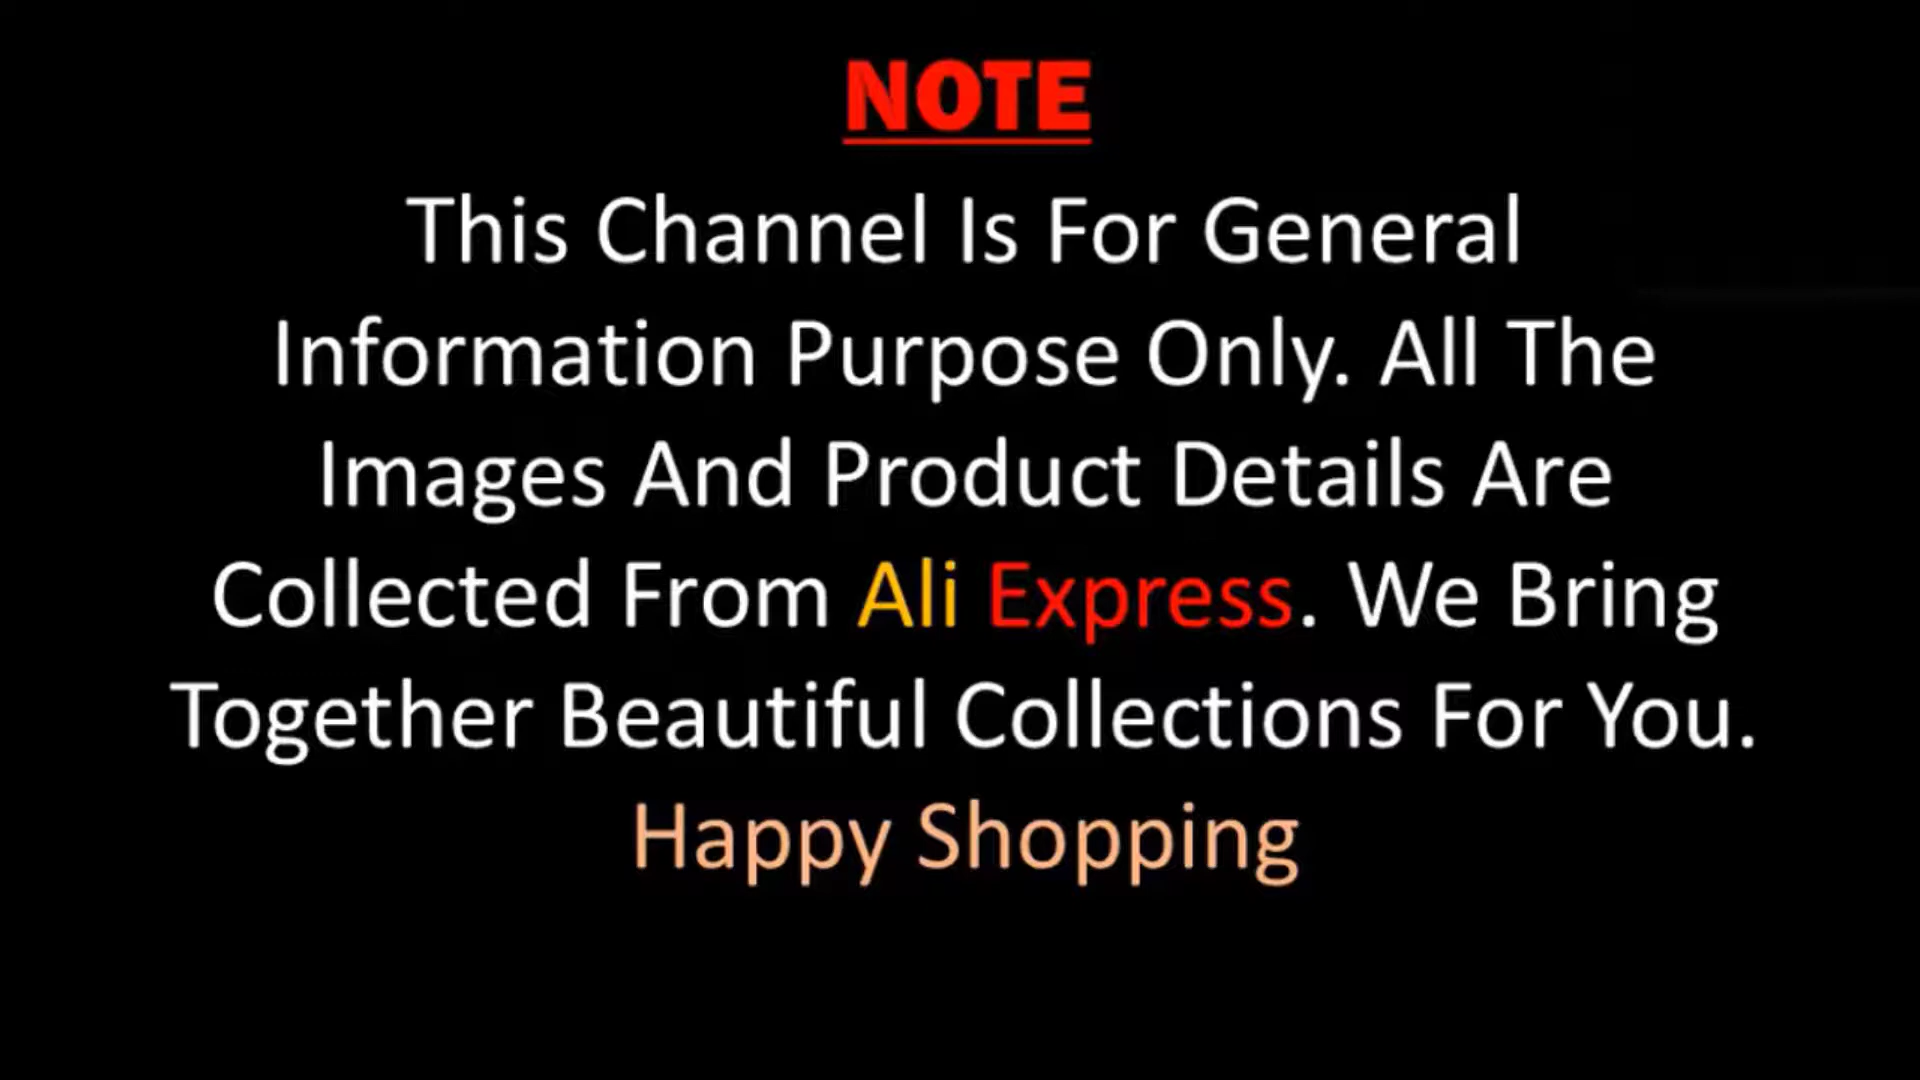 NOTE
This Channel Is For General
Information Purpose Only. All The
Images And Product Details Are
Collected From Ali Express. We Bring
Together Beautiful Collections For You.
Happy Shopping